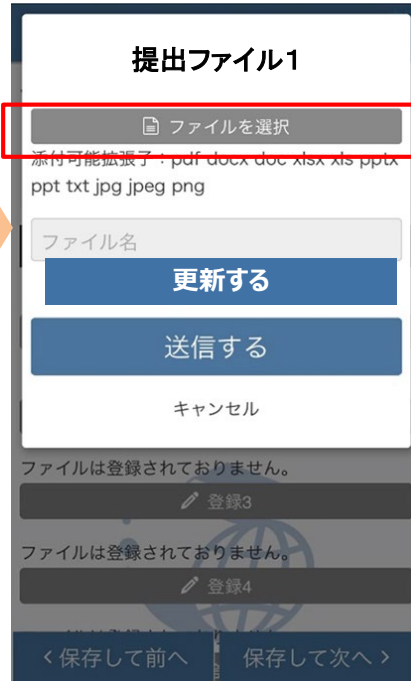 提出ファイル1
ファイルを選択
添付可能拡張子：pdf docx doc xlsx xls pptx
ppt txt jpg jpeg png
ファイル名
更新する
送信する
キャンセル
ファイルは登録されておりません。
登録3
ファイルは登録されておりません。
登録4
保存して前へ
保存して次へ